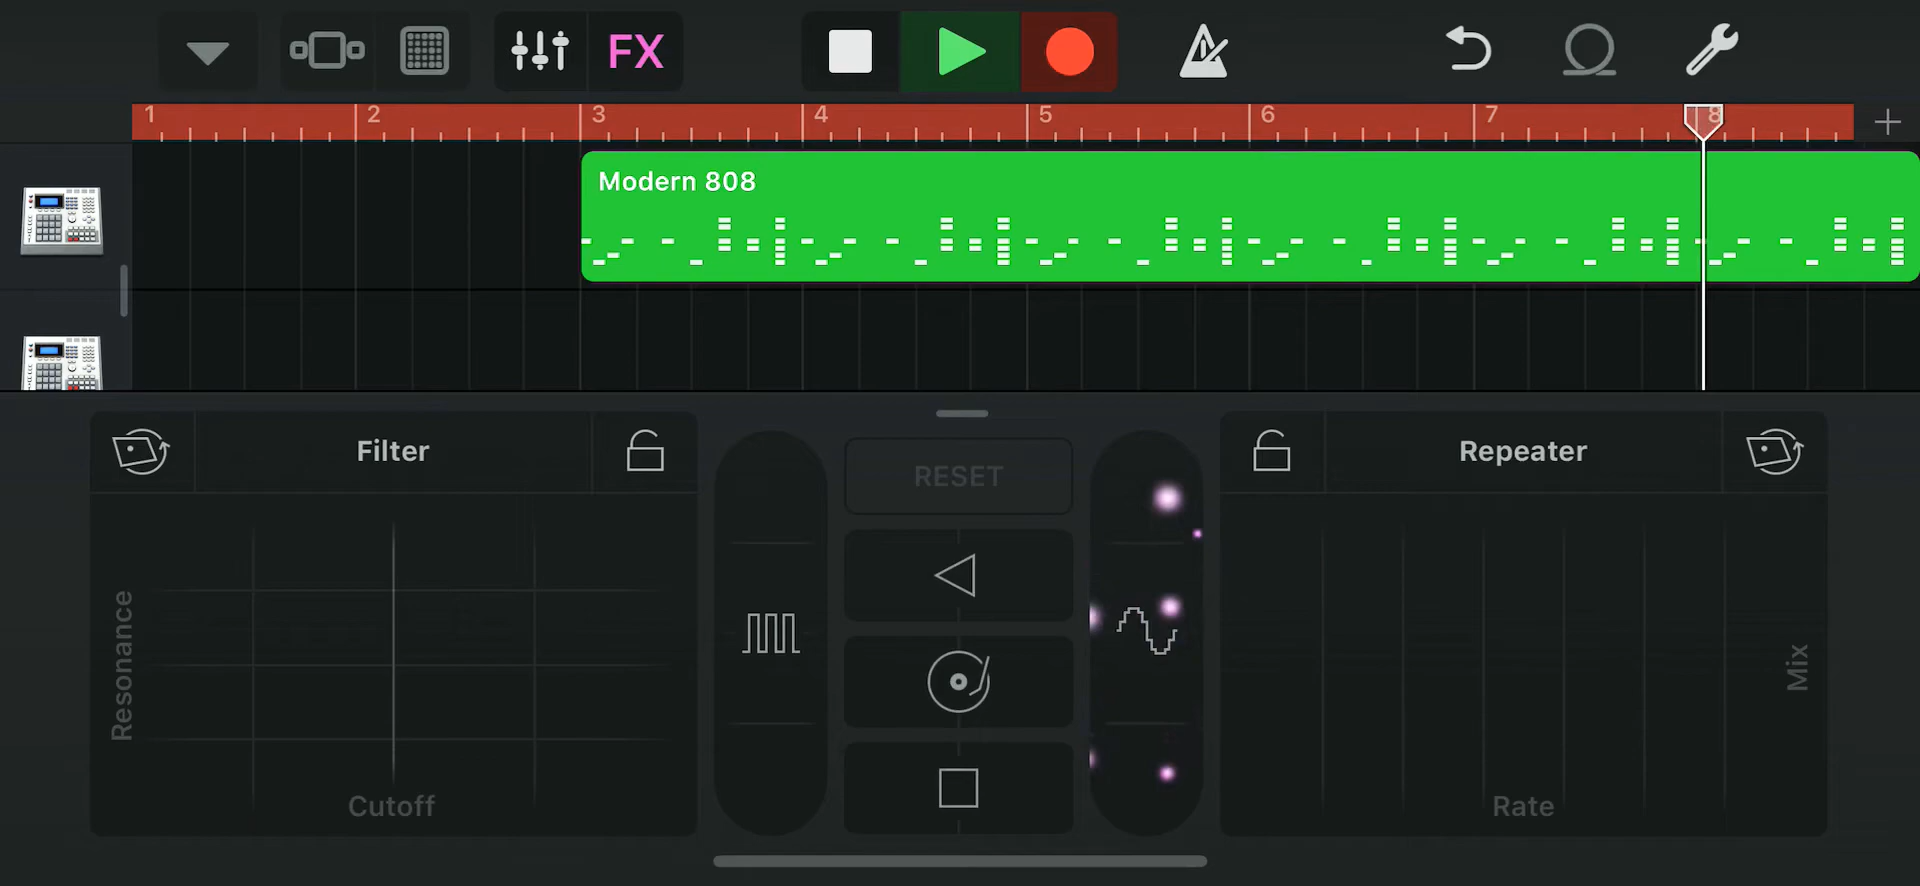 FX
1 2 3 4 5 6 7 8
Modern 808
Filter
RESET
Repeater
Resonance
Mix
Cutoff
Rate